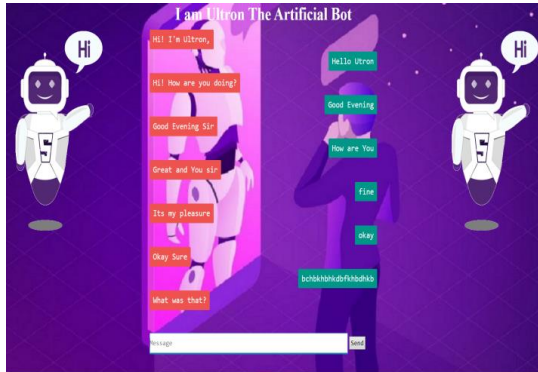 I am Ultron The Artificial Bot
Hi
Hi
Hi! I'm Ultron,
Hello Utron
Hi! How are you doing?
Good Evening
Good Evening Sir
How are You
Great and You sir
fine
Its my pleasure
okay
Okay Sure
bchbkhbhkdbfkhbdhkb
What was that?
Message
Send